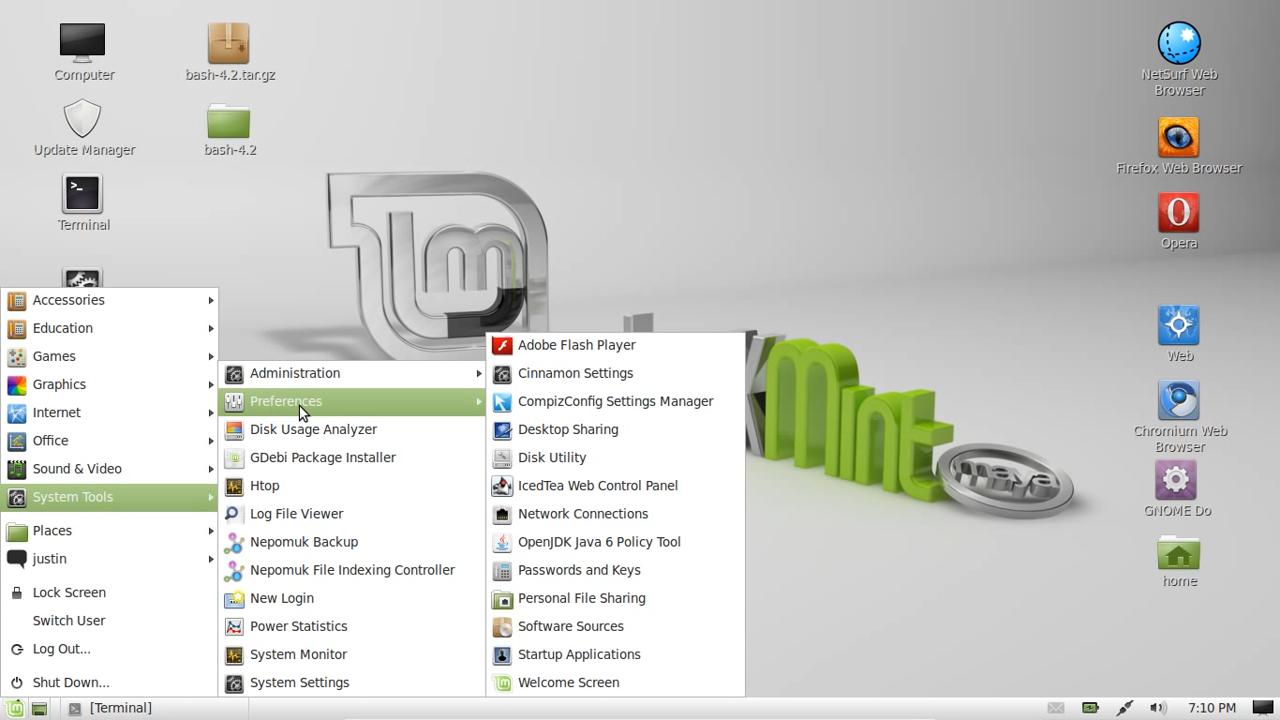 Computer
bash-4.2.tar.gz
Update Manager
bash-4.2
Terminal
NetSurf Web
Browser
Firefox Web Browser
Opera
Web
Chromium Web
Browser
GNOME Do
home
Accessories
Education
Games
Graphics
Internet
Office
Sound & Video
System Tools
Places
justin
Lock Screen
Switch User
Log Out...
Shut Down...
Administration
Preferences
Disk Usage Analyzer
GDebi Package Installer
Htop
Log File Viewer
Nepomuk Backup
Nepomuk File Indexing Controller
New Login
Power Statistics
System Monitor
System Settings
Adobe Flash Player
Cinnamon Settings
CompizConfig Settings Manager
Desktop Sharing
Disk Utility
IcedTea Web Control Panel
Network Connections
OpenJDK Java 6 Policy Tool
Passwords and Keys
Personal File Sharing
Software Sources
Startup Applications
Welcome Screen
lm
Mint
maya
[Terminal]
7:10 PM